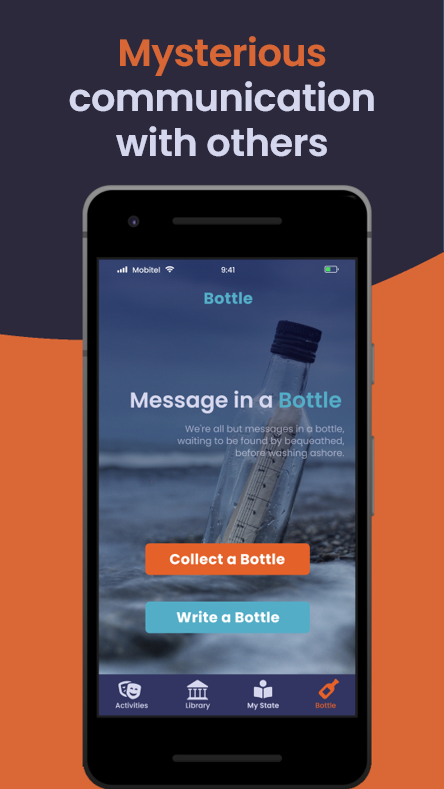 Mysterious
communication
with others
Mobitel
9:41
Bottle
Message in a Bottle
We're all but messages in a bottle,
waiting to be found by bequeathed,
before washing ashore.
Collect a Bottle
Write a Bottle
Activities
Library
My State
Bottle